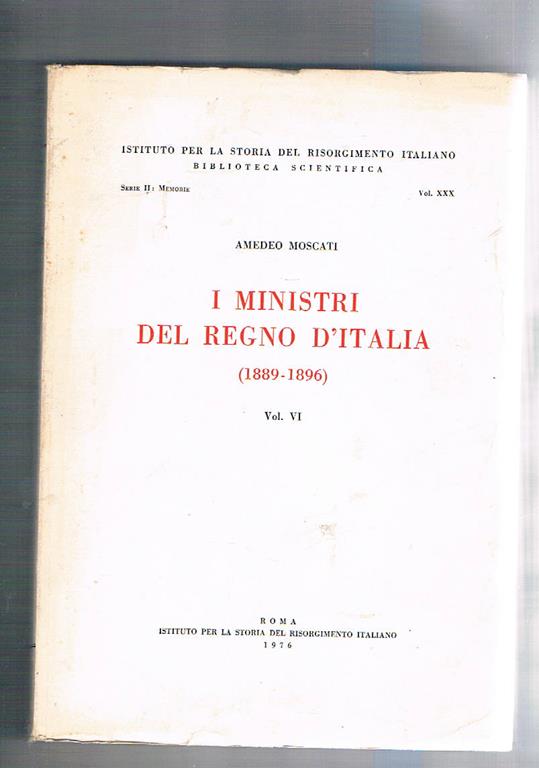 ISTITUTO PER LA STORIA DEL RISORGIMENTO ITALIANO
BIBLIOTECA SCIENTIFICA
SERIE II: MEMORIE
VOL. XXX
AMEDEO MOSCATI
I MINISTRI
DEL REGNO D'ITALIA
(1889-1896)
Vol. VI
ROMA
ISTITUTO PER LA STORIA DEL RISORGIMENTO ITALIANO
1976